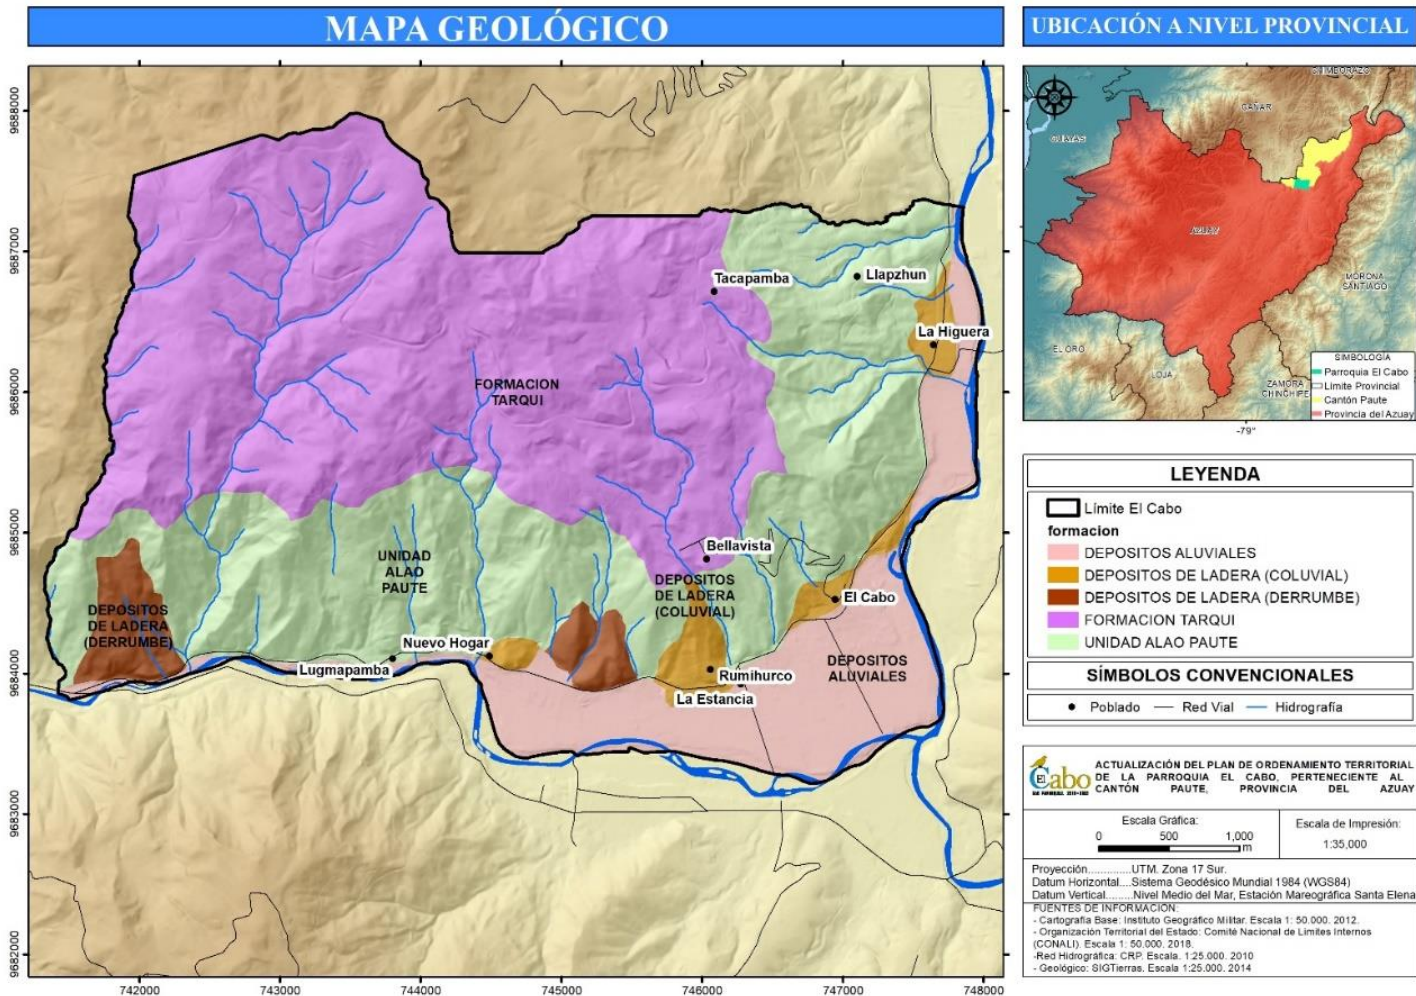 MAPA GEOLÓGICO
9688000
9687000
9686000
9685000
9684000
9683000
9682000
742000
743000
744000
745000
746000
747000
748000
Tacapamba
Llapzhun
La Higuera
FORMACION
TARQUI
Bellavista
UNIDAD
ALAO
PAUTE
DEPOSITOS
DE LADERA
(COLUVIAL)
El Cabo
DEPOSITOS
DE LADERA
(DERRUMBE)
Nuevo Hogar
Lugmapamba
Rumihurco
La Estancia
DEPOSITOS
ALUVIALES
UBICACIÓN A NIVEL PROVINCIAL
CHIMBORAZO
CAÑAR
GUAYAS
AZUAY
MORONA
SANTIAGO
EL ORO
LOJA
ZAMORA
CHINCHIPE
SIMBOLOGÍA
Parroquia El Cabo
Límite Provincial
Cantón Paute
Provincia del Azuay
-79°
LEYENDA
Límite El Cabo
formacion
DEPOSITOS ALUVIALES
DEPOSITOS DE LADERA (COLUVIAL)
DEPOSITOS DE LADERA (DERRUMBE)
FORMACION TARQUI
UNIDAD ALAO PAUTE
SÍMBOLOS CONVENCIONALES
Poblado
Red Vial
Hidrografía
El Cabo
ACTUALIZACIÓN DEL PLAN DE ORDENAMIENTO TERRITORIAL
DE LA PARROQUIA EL CABO, PERTENECIENTE AL
CANTÓN PAUTE, PROVINCIA DEL AZUAY
Escala Gráfica:
0 500 1,000
m
Escala de Impresión:
1:35,000
Proyección..............UTM. Zona 17 Sur.
Datum Horizontal....Sistema Geodésico Mundial 1984 (WGS84)
Datum Vertical.........Nivel Medio del Mar, Estación Mareográfica Santa Elena
FUENTES DE INFORMACIÓN:
- Cartografía Base: Instituto Geográfico Militar. Escala 1: 50.000. 2012.
- Organización Territorial del Estado: Comité Nacional de Limites Internos
(CONALI). Escala 1: 50.000. 2018.
-Red Hidrográfica: CRP. Escala. 1:25.000. 2010
- Geológico: SIGTierras. Escala 1:25.000. 2014